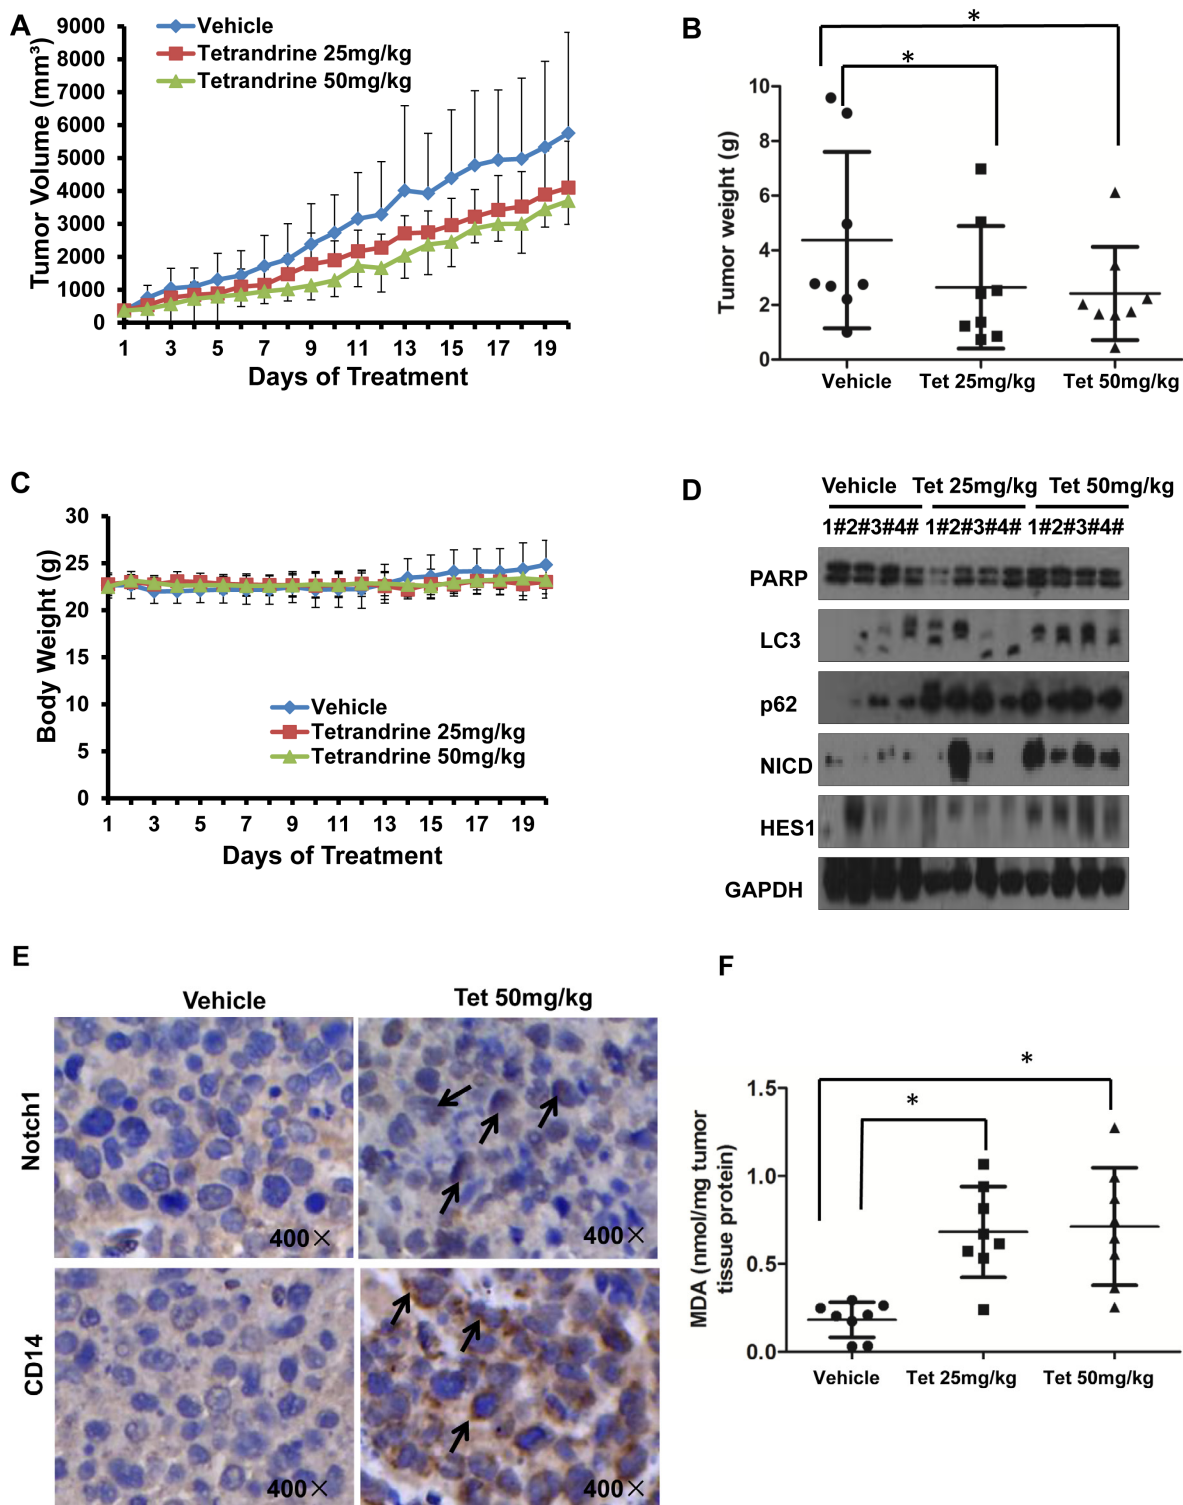 A
Tumor Volume (mm³)
9000
8000
7000
6000
5000
4000
3000
2000
1000
0
Vehicle
Tetrandrine 25mg/kg
Tetrandrine 50mg/kg
1 3 5 7 9 11 13 15 17 19
Days of Treatment
B
*
*
Tumor weight (g)
10
8
6
4
2
0
Vehicle Tet 25mg/kg Tet 50mg/kg
C
Body Weight (g)
30
25
20
15
10
5
0
Vehicle
Tetrandrine 25mg/kg
Tetrandrine 50mg/kg
1 3 5 7 9 11 13 15 17 19
Days of Treatment
D
Vehicle Tet 25mg/kg Tet 50mg/kg
1#2#3#4# 1#2#3#4# 1#2#3#4#
PARP
LC3
p62
NICD
HES1
GAPDH
E
Vehicle Tet 50mg/kg
Notch1
400× 400×
CD14
400× 400×
F
*
*
MDA (nmol/mg tumor
tissue protein)
1.5
1.0
0.5
0.0
Vehicle Tet 25mg/kg Tet 50mg/kg